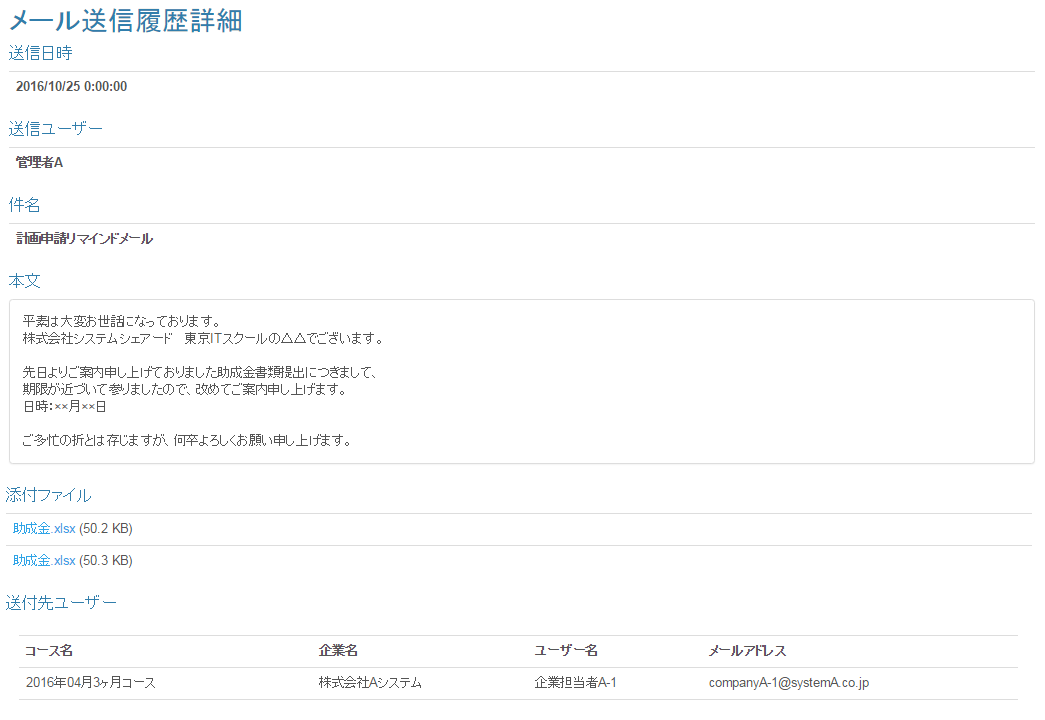 メール送信履歴詳細
送信日時
2016/10/25 0:00:00
送信ユーザー
管理者A
件名
計画申請リマインドメール
本文
平素は大変お世話になっております。
株式会社システムシェアード　東京ITスクールの△△でございます。
先日よりご案内申し上げておりました助成金書類提出につきまして、
期限が近づいて参りましたので、改めてご案内申し上げます。
日時：××月××日
ご多忙の折とは存じますが、何卒よろしくお願い申し上げます。
添付ファイル
助成金.xlsx (50.2 KB)
助成金.xlsx (50.3 KB)
送付先ユーザー
コース名 企業名 ユーザー名 メールアドレス
2016年04月3ヶ月コース 株式会社Aシステム 企業担当者A-1 companyA-1@systemA.co.jp